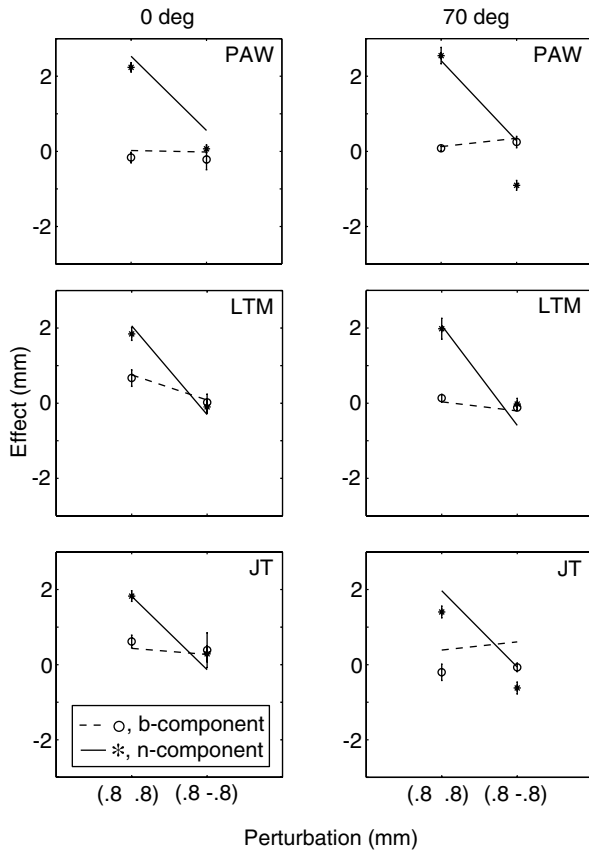 0 deg
70 deg
PAW
PAW
2
0
-2
2
0
-2
LTM
LTM
2
0
-2
2
0
-2
Effect (mm)
JT
JT
2
0
-2
2
0
-2
o, b-component
*, n-component
(.8 .8) (.8 -.8)
(.8 .8) (.8 -.8)
Perturbation (mm)